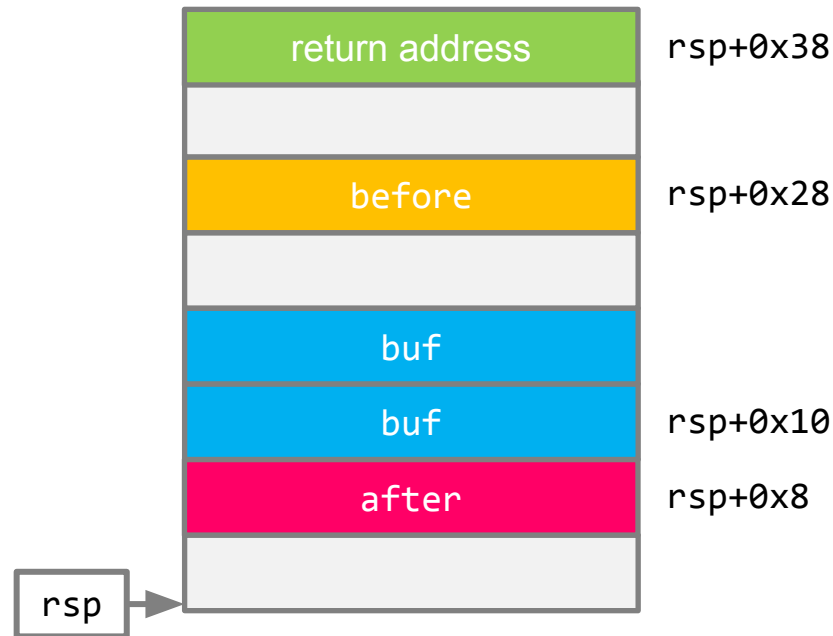 return address rsp+0x38
before rsp+0x28
buf
buf rsp+0x10
after rsp+0x8
rsp